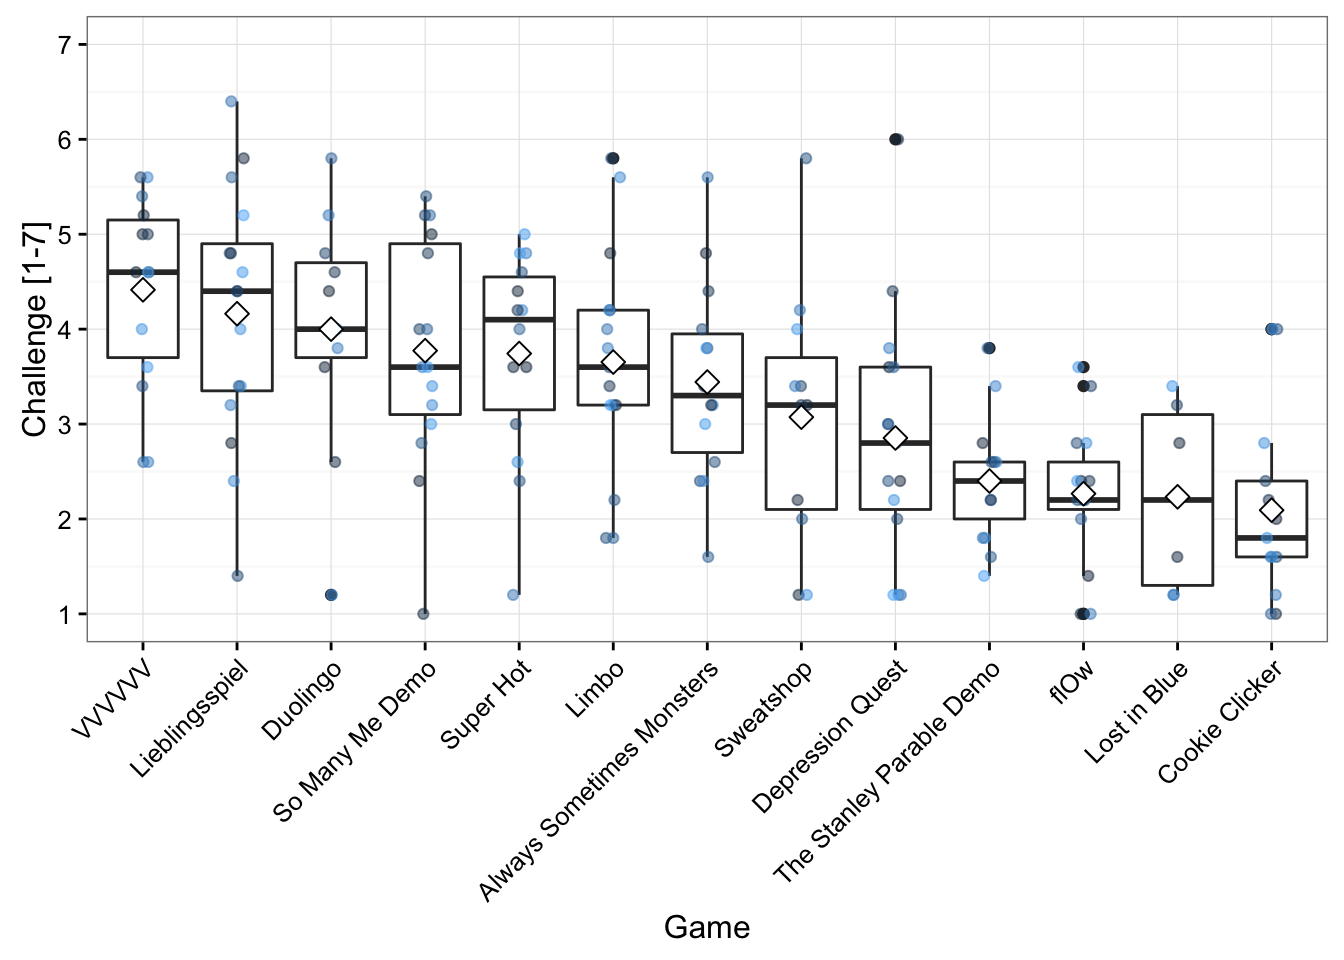 Challenge [1-7]
7
6
5
4
3
2
1
VVVVVV
Lieblingsspiel
Duolingo
So Many Me Demo
Super Hot
Limbo
Always Sometimes Monsters
Sweatshop
Depression Quest
The Stanley Parable Demo
flOw
Lost in Blue
Cookie Clicker
Game